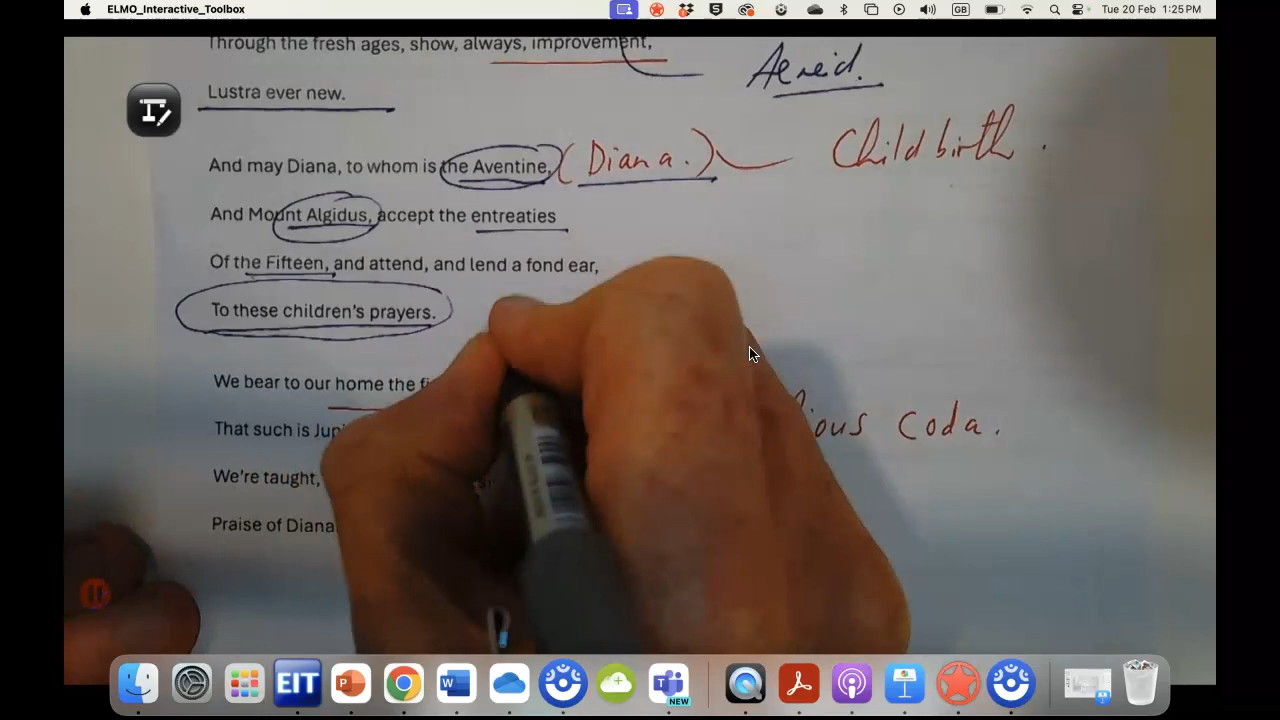 ELMO_Interactive_Toolbox
GB
Tue 20 Feb 1:25 PM
Through the fresh ages, show, always, improvement,
Aeneid.
Lustra ever new.
And may Diana, to whom is the Aventine, (Diana.) Childbirth.
And Mount Algidus, accept the entreaties
Of the Fifteen, and attend, and lend a fond ear,
To these children's prayers.
We bear to our home the
That such is
coda.
We're taught,
Praise of Diana
EIT
P
W
T
NEW